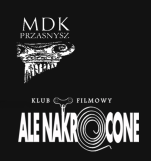 MDK
PRZASNYSZ
KLUB FILMOWY
ALE NAKRĘCONE